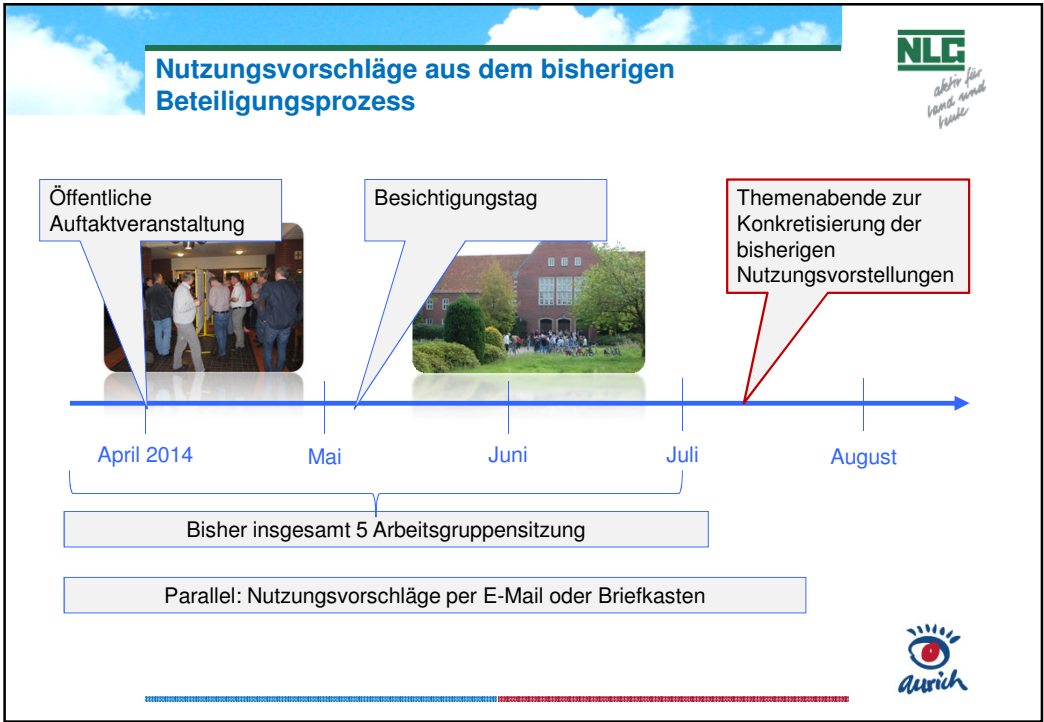 Nutzungsvorschläge aus dem bisherigen
Beteiligungsprozess
NLG
aktiv für
Land und
Leute
Öffentliche
Auftaktveranstaltung
Besichtigungstag
Themenabende zur
Konkretisierung der
bisherigen
Nutzungsvorstellungen
April 2014
Mai
Juni
Juli
August
Bisher insgesamt 5 Arbeitsgruppensitzung
Parallel: Nutzungsvorschläge per E-Mail oder Briefkasten
aurich